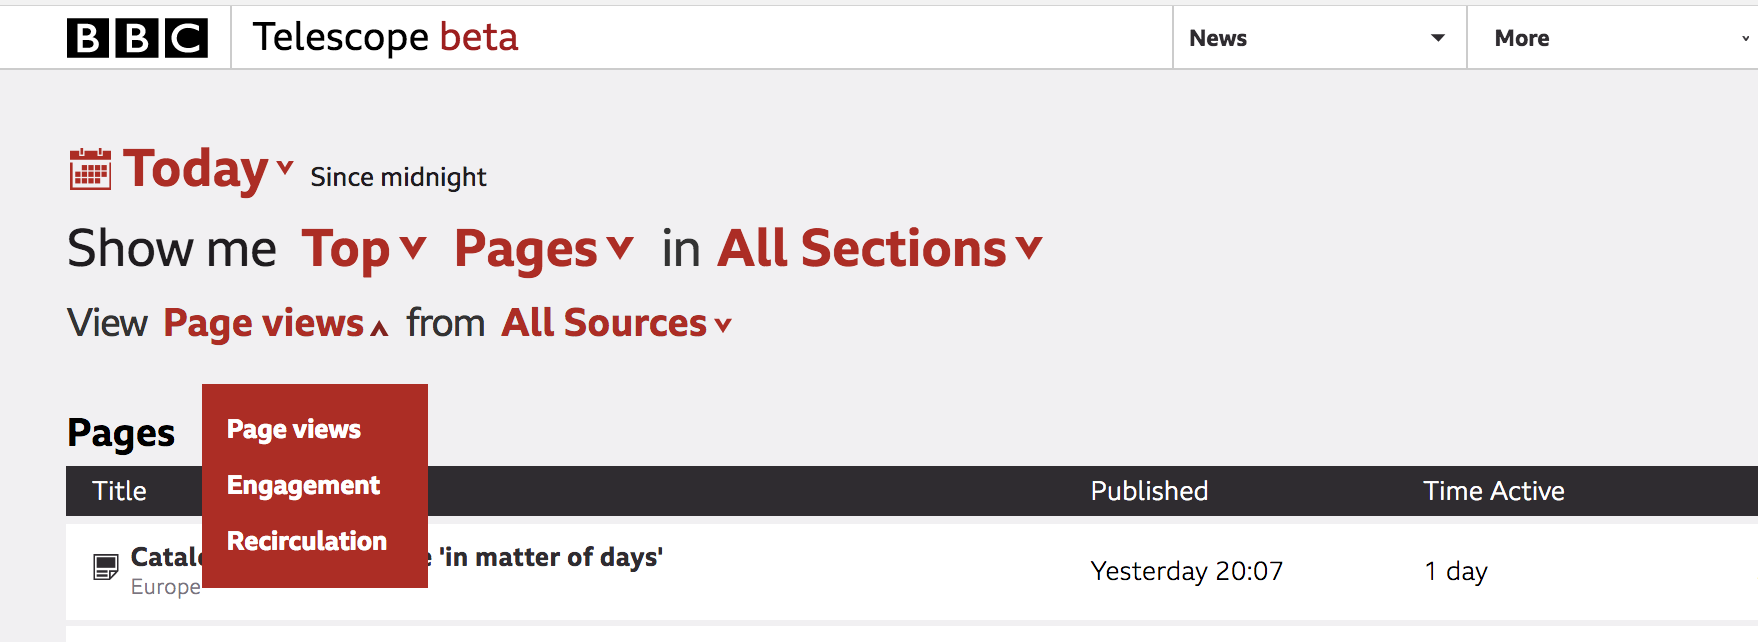 BBC Telescope beta News More
Today Since midnight
Show me Top Pages in All Sections
View Page views from All Sources
Page views
Engagement
Recirculation
Pages
Title Published Time Active
'in matter of days' Yesterday 20:07 1 day
Europe